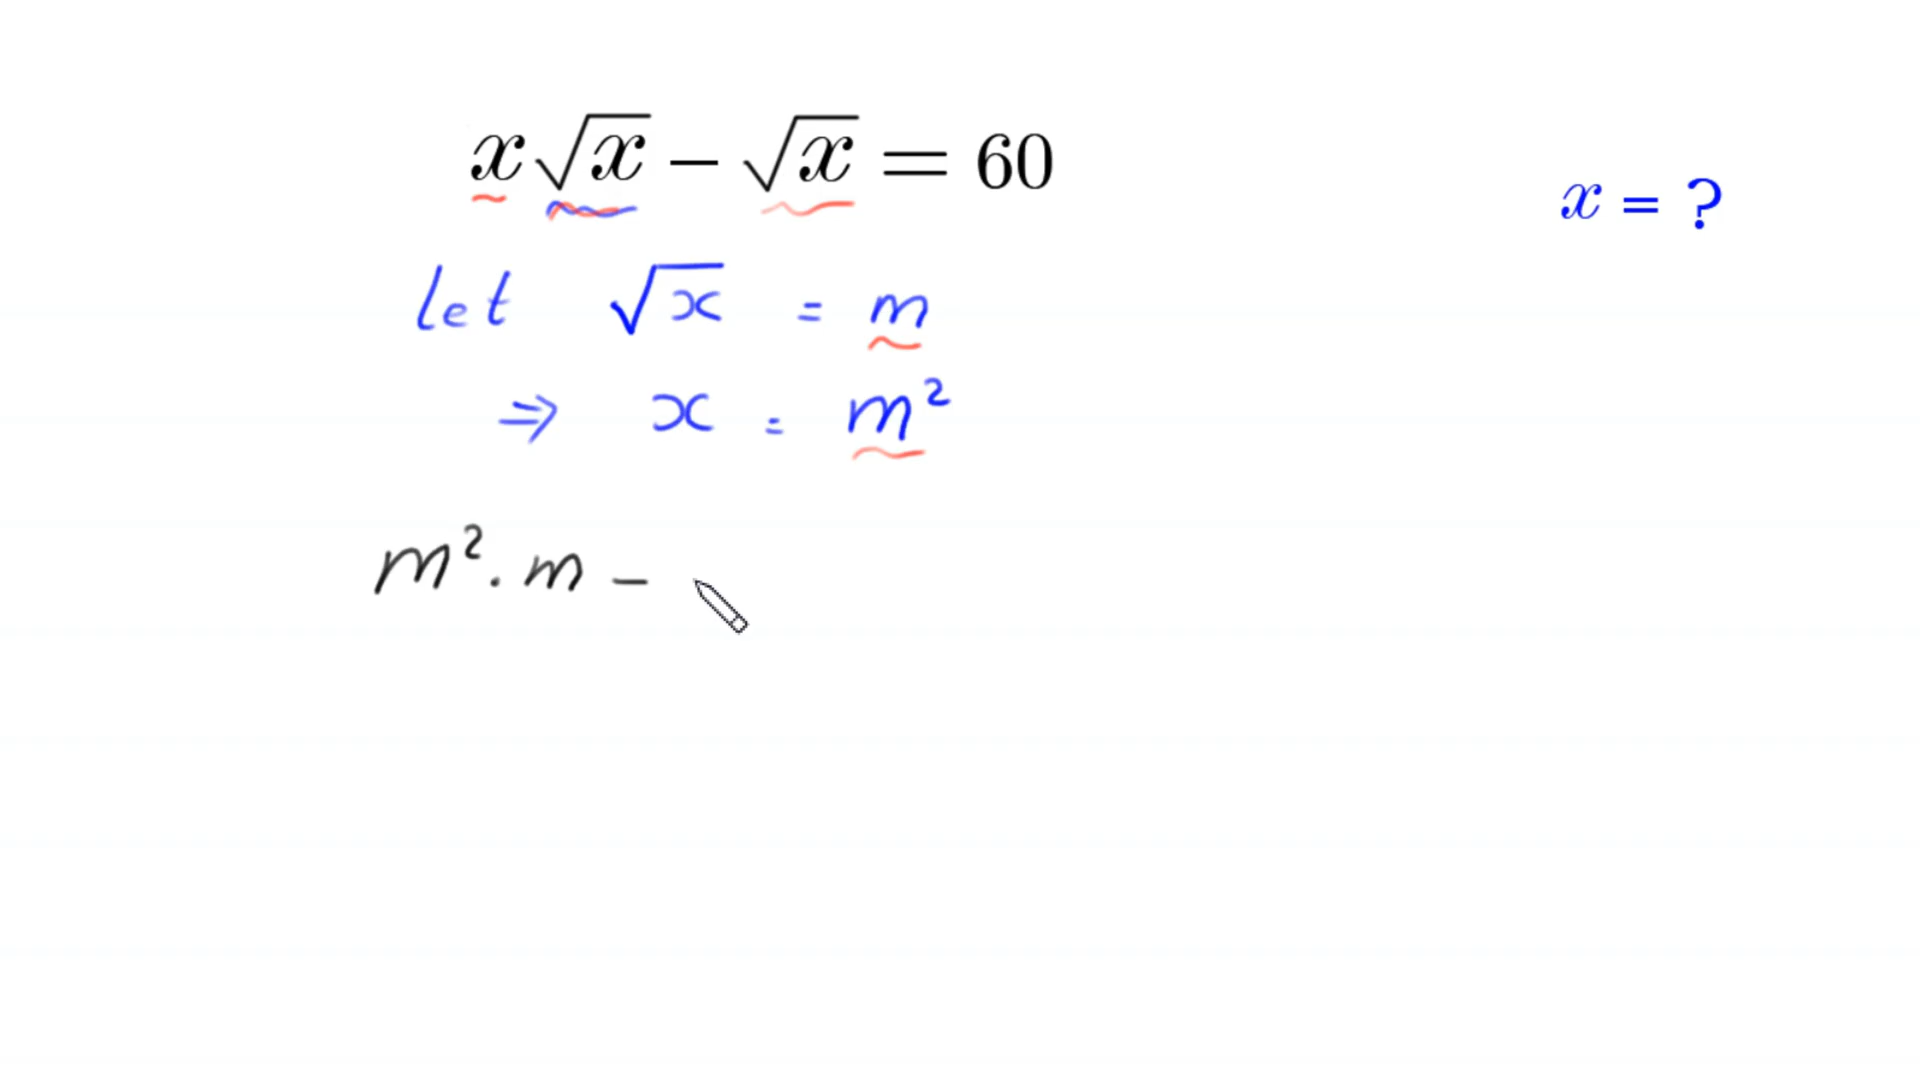 x√x − √x = 60
x = ?
let √x = m
⇒ x = m²
m² . m −